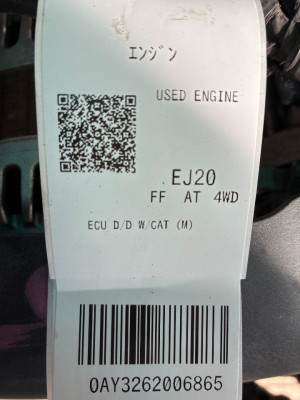 エンジン
USED ENGINE
EJ20
FF AT 4WD
ECU D/D W/CAT (M)
0AY3262006865